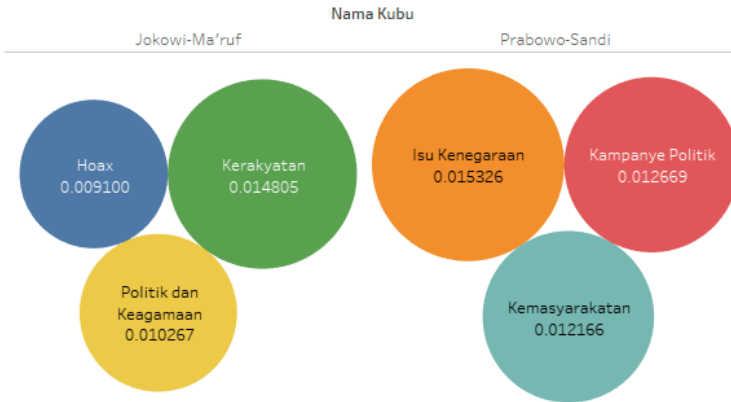 Nama Kubu
Jokowi-Ma'ruf
Prabowo-Sandi
Hoax
0.009100
Kerakyatan
0.014805
Politik dan
Keagamaan
0.010267
Isu Kenegaraan
0.015326
Kampanye Politik
0.012669
Kemasyarakatan
0.012166